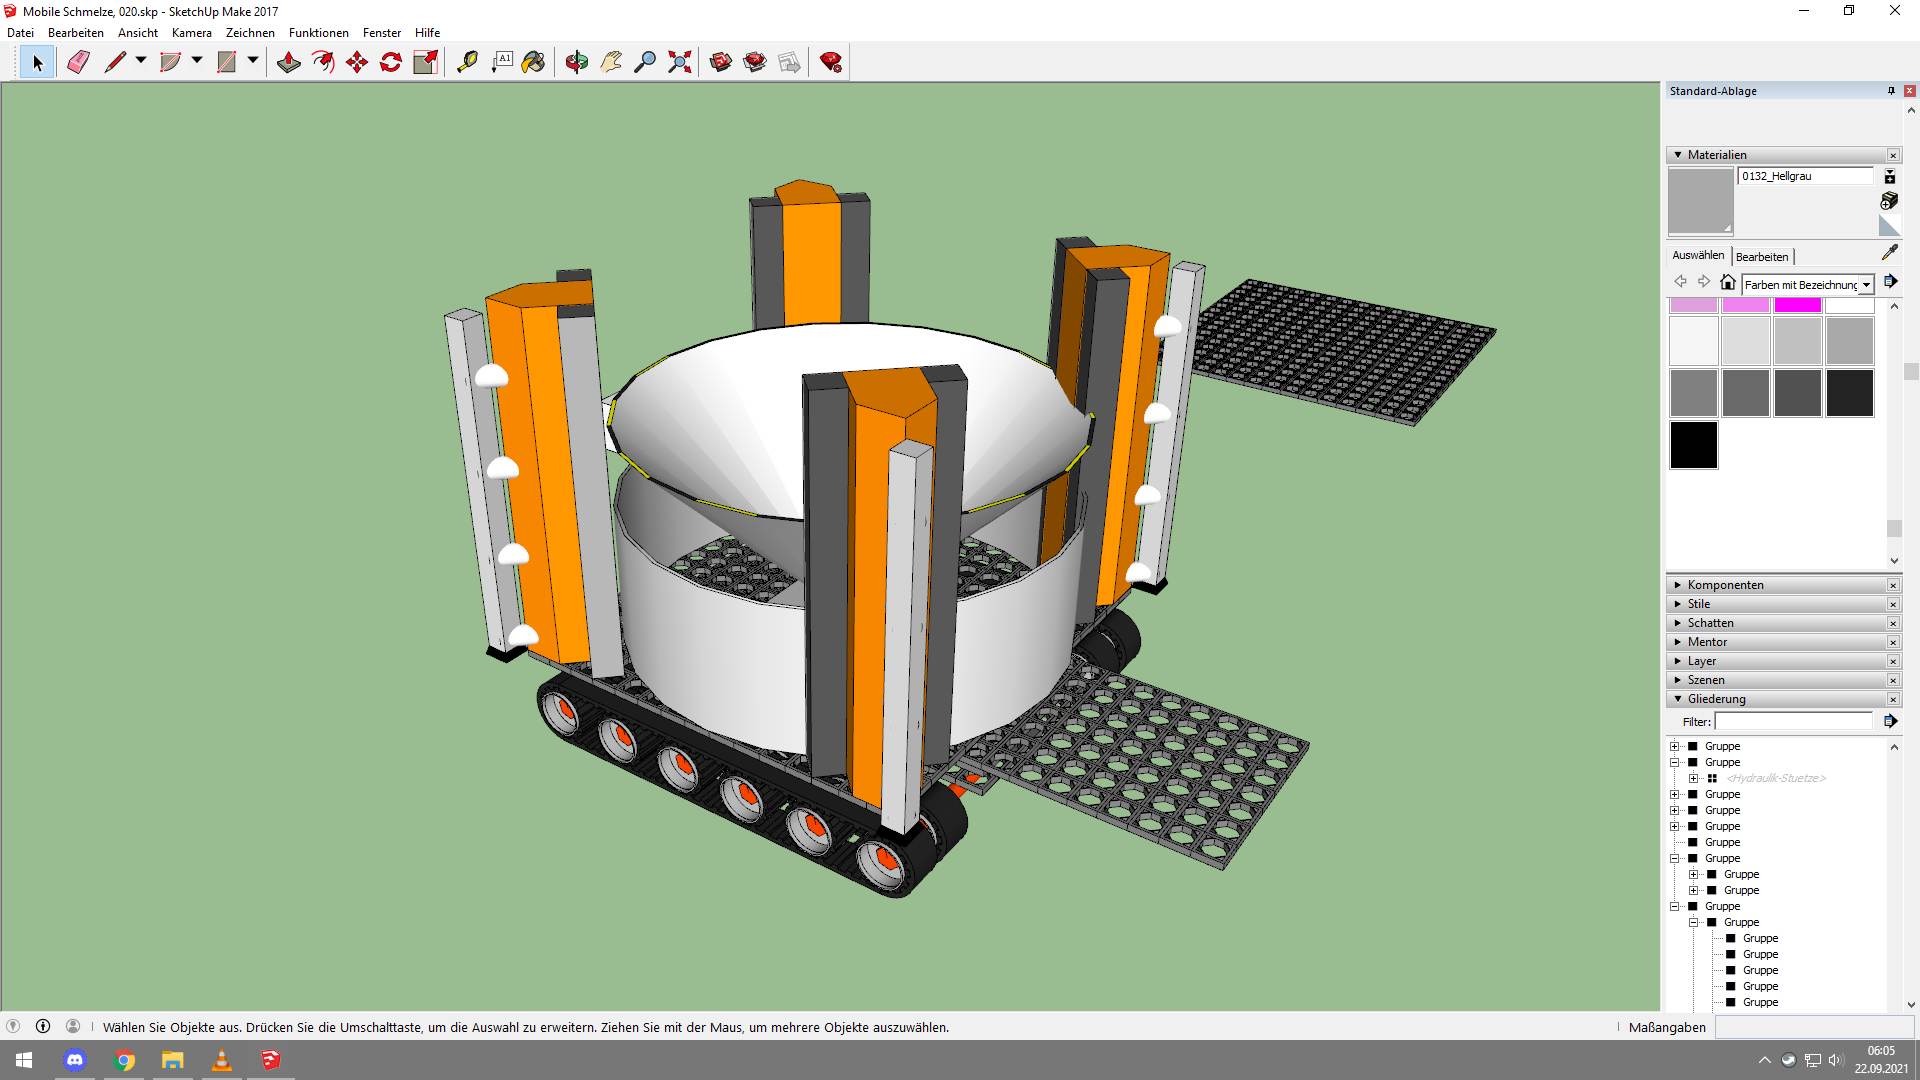 Mobile Schmelze, 020.skp - SketchUp Make 2017
Datei Bearbeiten Ansicht Kamera Zeichnen Funktionen Fenster Hilfe
A1
Standard-Ablage
Materialien
0132_Hellgrau
Auswählen Bearbeiten
Farben mit Bezeichnung
Komponenten
Stile
Schatten
Mentor
Layer
Szenen
Gliederung
Filter:
Gruppe
Gruppe
<Hydraulik-Stuetze>
Gruppe
Gruppe
Gruppe
Gruppe
Gruppe
Gruppe
Gruppe
Gruppe
Gruppe
Gruppe
Gruppe
Gruppe
Gruppe
Gruppe
Wählen Sie Objekte aus. Drücken Sie die Umschalttaste, um die Auswahl zu erweitern. Ziehen Sie mit der Maus, um mehrere Objekte auszuwählen.
Maßangaben
06:05
22.09.2021